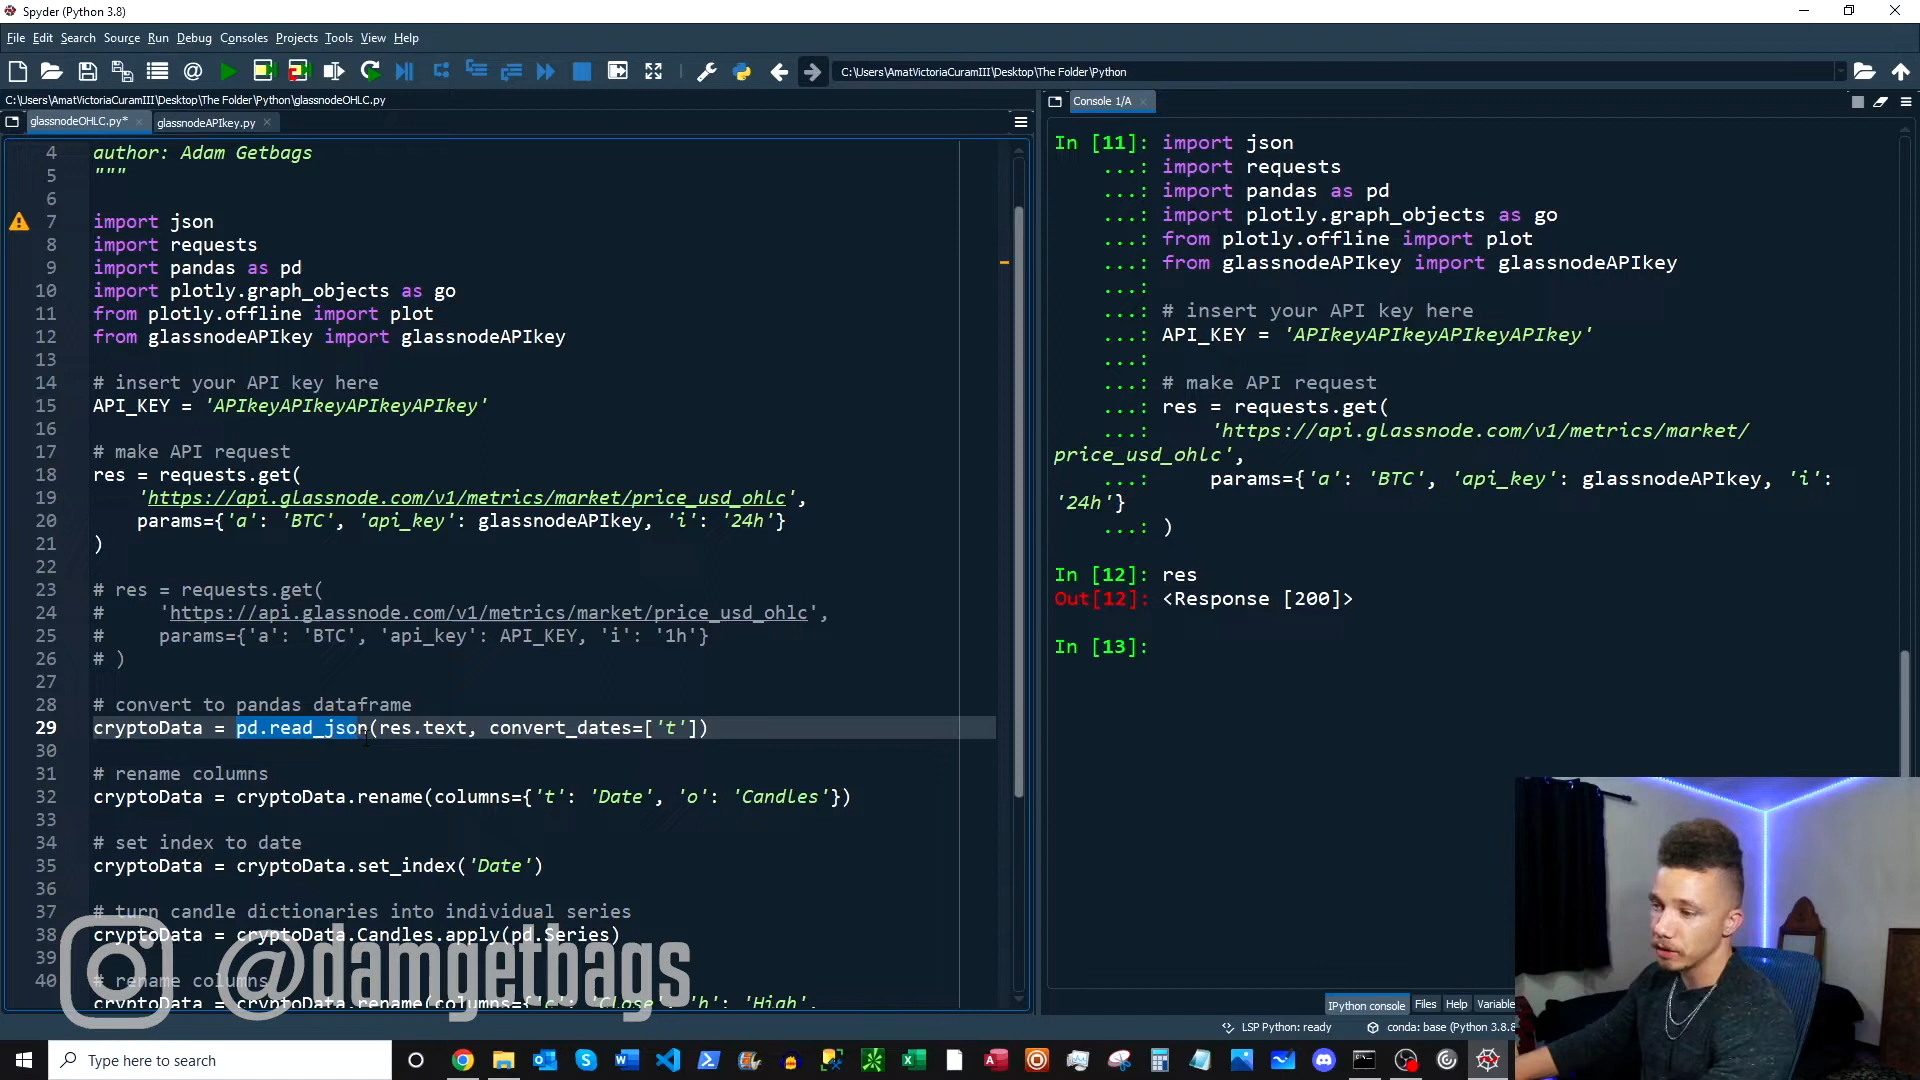 Spyder (Python 3.8)
File Edit Search Source Run Debug Consoles Projects Tools View Help
C:\Users\AmatVictoriaCuramIII\Desktop\The Folder\Python
C:\Users\AmatVictoriaCuramIII\Desktop\The Folder\Python\glassnodeOHLC.py
glassnodeOHLC.py*
glassnodeAPIkey.py
4 author: Adam Getbags
5 """
6
7 import json
8 import requests
9 import pandas as pd
10 import plotly.graph_objects as go
11 from plotly.offline import plot
12 from glassnodeAPIkey import glassnodeAPIkey
13
14 # insert your API key here
15 API_KEY = 'APIkeyAPIkeyAPIkeyAPIkey'
16
17 # make API request
18 res = requests.get(
19 'https://api.glassnode.com/v1/metrics/market/price_usd_ohlc',
20 params={'a': 'BTC', 'api_key': glassnodeAPIkey, 'i': '24h'}
21 )
22
23 # res = requests.get(
24 # 'https://api.glassnode.com/v1/metrics/market/price_usd_ohlc',
25 # params={'a': 'BTC', 'api_key': API_KEY, 'i': '1h'}
26 # )
27
28 # convert to pandas dataframe
29 cryptoData = pd.read_json(res.text, convert_dates=['t'])
30
31 # rename columns
32 cryptoData = cryptoData.rename(columns={'t': 'Date', 'o': 'Candles'})
33
34 # set index to date
35 cryptoData = cryptoData.set_index('Date')
36
37 # turn candle dictionaries into individual series
38 cryptoData = cryptoData.Candles.apply(pd.Series)
39
40 # rename columns
cryptoData = cryptoData.rename(columns={'c': 'Close', 'h': 'High',
@damgetbags
Console 1/A
In [11]: import json
...: import requests
...: import pandas as pd
...: import plotly.graph_objects as go
...: from plotly.offline import plot
...: from glassnodeAPIkey import glassnodeAPIkey
...:
...: # insert your API key here
...: API_KEY = 'APIkeyAPIkeyAPIkeyAPIkey'
...:
...: # make API request
...: res = requests.get(
...: 'https://api.glassnode.com/v1/metrics/market/
price_usd_ohlc',
...: params={'a': 'BTC', 'api_key': glassnodeAPIkey, 'i':
'24h'}
...: )
In [12]: res
Out[12]: <Response [200]>
In [13]:
IPython console Files Help Variable
LSP Python: ready conda: base (Python 3.8.8
Type here to search